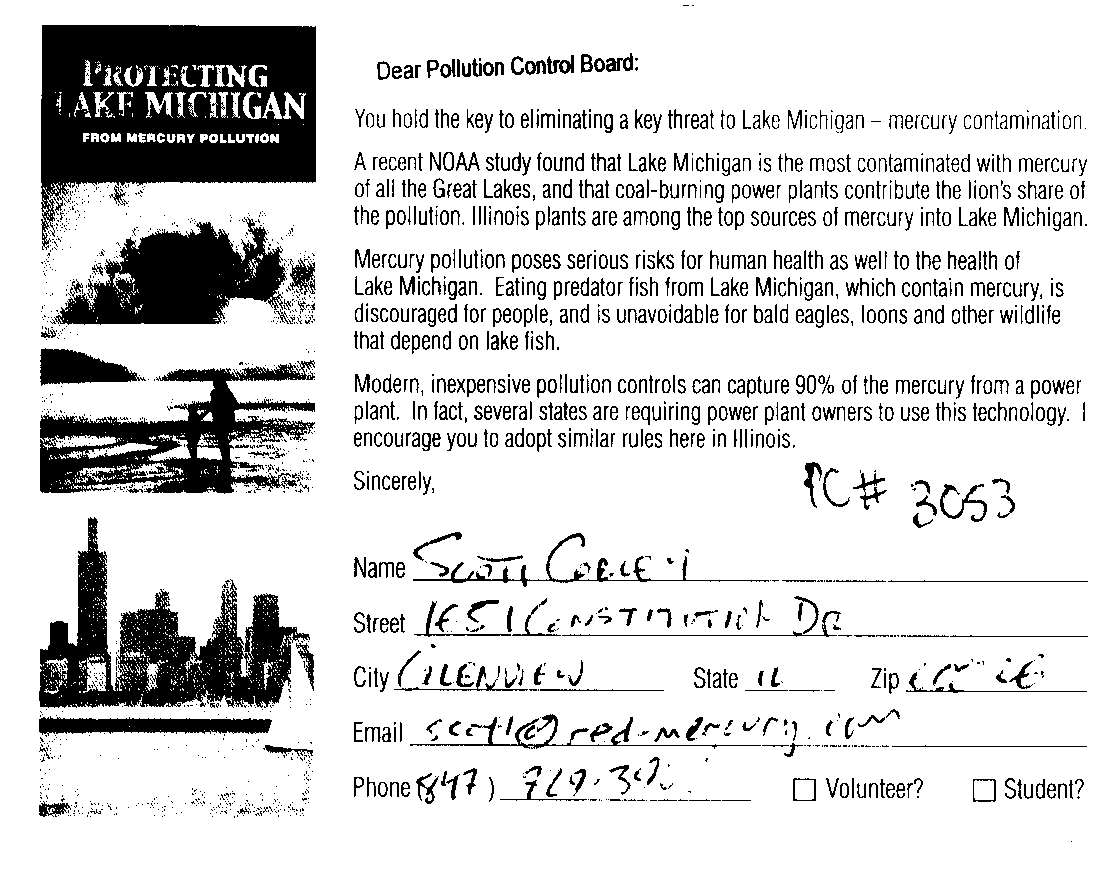 PROTECTING
LAKE MICHIGAN
FROM MERCURY POLLUTION
Dear Pollution Control Board:
You hold the key to eliminating a key threat to Lake Michigan – mercury contamination.
A recent NOAA study found that Lake Michigan is the most contaminated with mercury
of all the Great Lakes, and that coal-burning power plants contribute the lion's share of
the pollution. Illinois plants are among the top sources of mercury into Lake Michigan.
Mercury pollution poses serious risks for human health as well to the health of
Lake Michigan. Eating predator fish from Lake Michigan, which contain mercury, is
discouraged for people, and is unavoidable for bald eagles, loons and other wildlife
that depend on lake fish.
Modern, inexpensive pollution controls can capture 90% of the mercury from a power
plant. In fact, several states are requiring power plant owners to use this technology. I
encourage you to adopt similar rules here in Illinois.
Sincerely,
PC# 3053
Name SCOTT
Street 1651 CONSTITUTION DR
City GLENVIEW State IL Zip
Email scott@red-mercury.com
Phone (847)
Volunteer? Student?